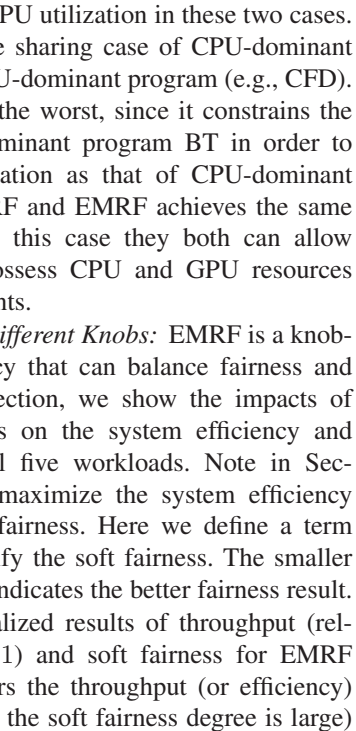 PU utilization in these two cases.
e sharing case of CPU-dominant
U-dominant program (e.g., CFD).
the worst, since it constrains the
minant program BT in order to
ation as that of CPU-dominant
RF and EMRF achieves the same
this case they both can allow
ossess CPU and GPU resources
nts.
ifferent Knobs: EMRF is a knob-
cy that can balance fairness and
ection, we show the impacts of
s on the system efficiency and
l five workloads. Note in Sec-
maximize the system efficiency
fairness. Here we define a term
ify the soft fairness. The smaller
ndicates the better fairness result.
alized results of throughput (rel-
1) and soft fairness for EMRF
rs the throughput (or efficiency)
the soft fairness degree is large)